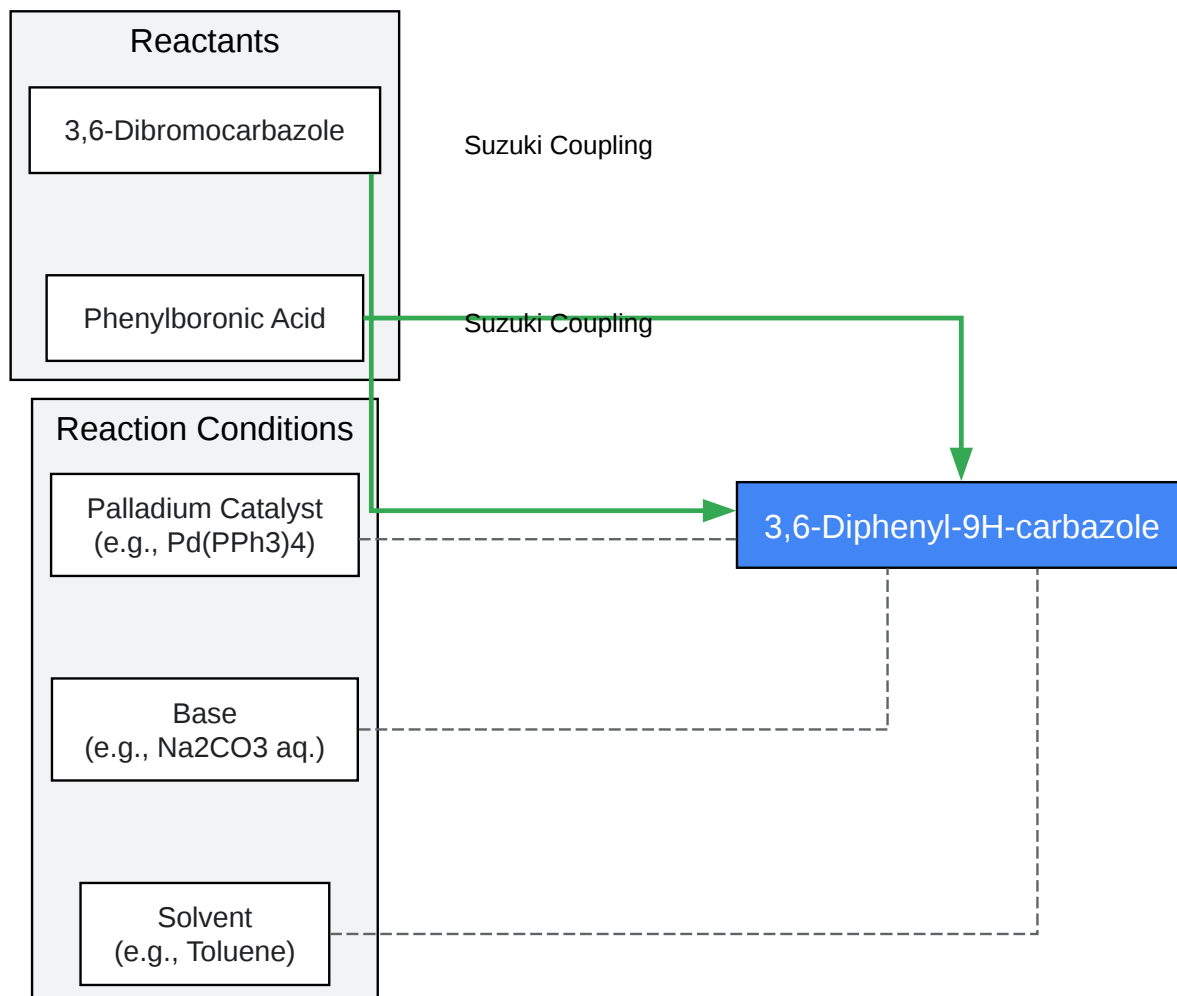 Reactants
3,6-Dibromocarbazole
Suzuki Coupling
Phenylboronic Acid
Suzuki Coupling
Reaction Conditions
Palladium Catalyst
(e.g., Pd(PPh3)4)
3,6-Diphenyl-9H-carbazole
Base
(e.g., Na2CO3 aq.)
Solvent
(e.g., Toluene)